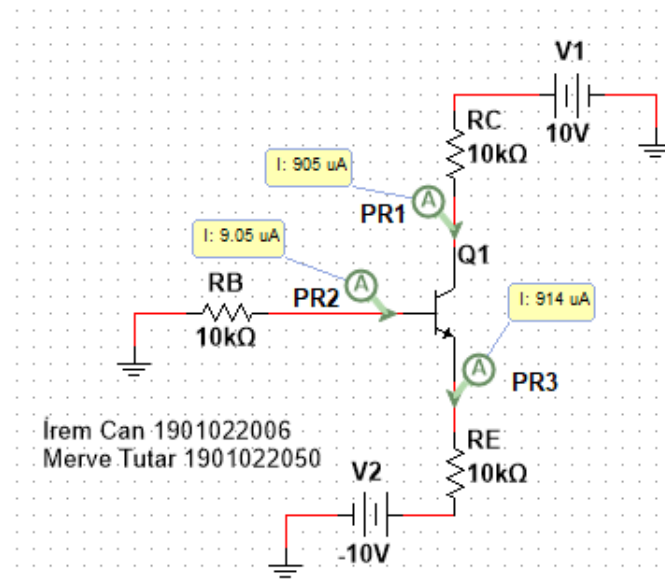 V1
10V
RC
10kΩ
I: 905 uA
PR1
I: 9.05 uA
Q1
RB
PR2
10kΩ
I: 914 uA
PR3
İrem Can 1901022006
Merve Tutar 1901022050
RE
10kΩ
V2
-10V
A
A
A